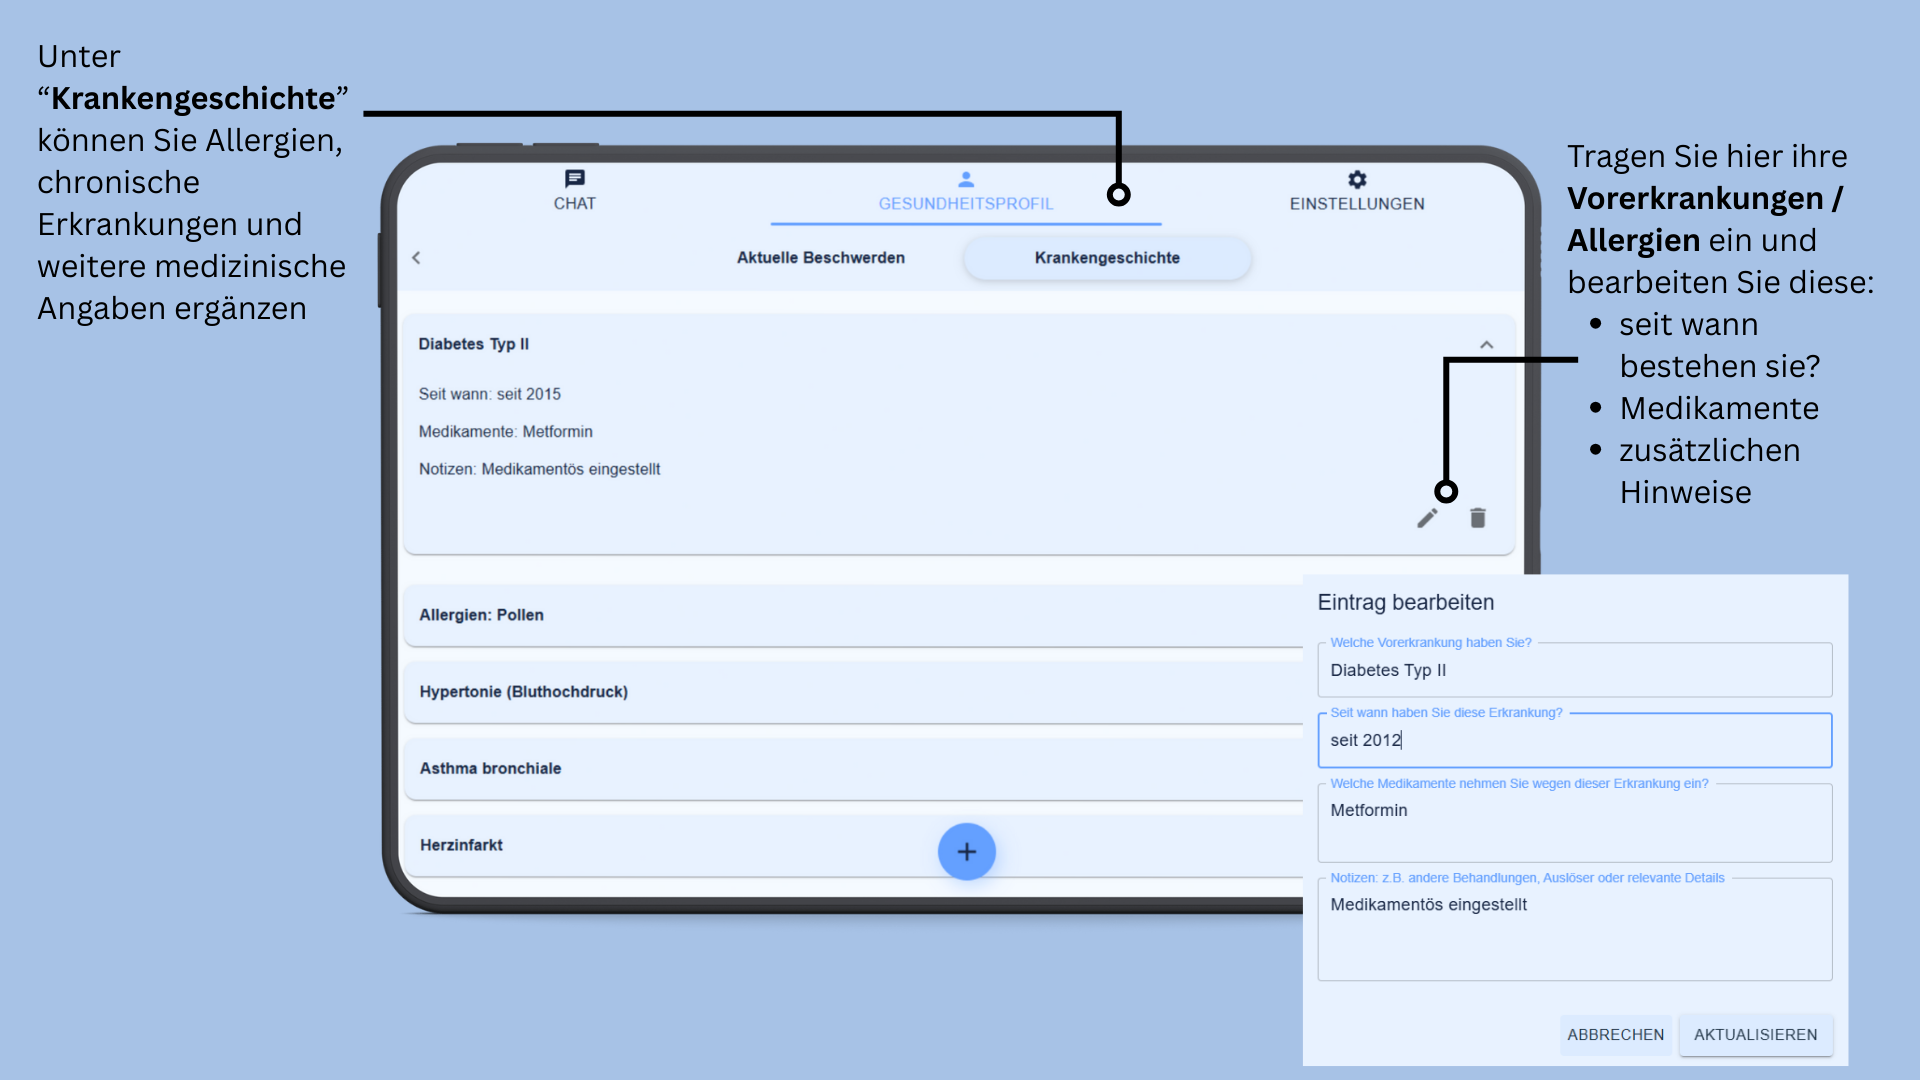 Unter
“Krankengeschichte”
können Sie Allergien,
chronische
Erkrankungen und
weitere medizinische
Angaben ergänzen
CHAT
GESUNDHEITSPROFIL
EINSTELLUNGEN
Aktuelle Beschwerden
Krankengeschichte
Diabetes Typ II
Seit wann: seit 2015
Medikamente: Metformin
Notizen: Medikamentös eingestellt
Allergien: Pollen
Hypertonie (Bluthochdruck)
Asthma bronchiale
Herzinfarkt
+
Tragen Sie hier ihre
Vorerkrankungen /
Allergien ein und
bearbeiten Sie diese:
• seit wann
bestehen sie?
• Medikamente
• zusätzlichen
Hinweise
Eintrag bearbeiten
Welche Vorerkrankung haben Sie?
Diabetes Typ II
Seit wann haben Sie diese Erkrankung?
seit 2012
Welche Medikamente nehmen Sie wegen dieser Erkrankung ein?
Metformin
Notizen: z.B. andere Behandlungen, Auslöser oder relevante Details
Medikamentös eingestellt
ABBRECHEN
AKTUALISIEREN